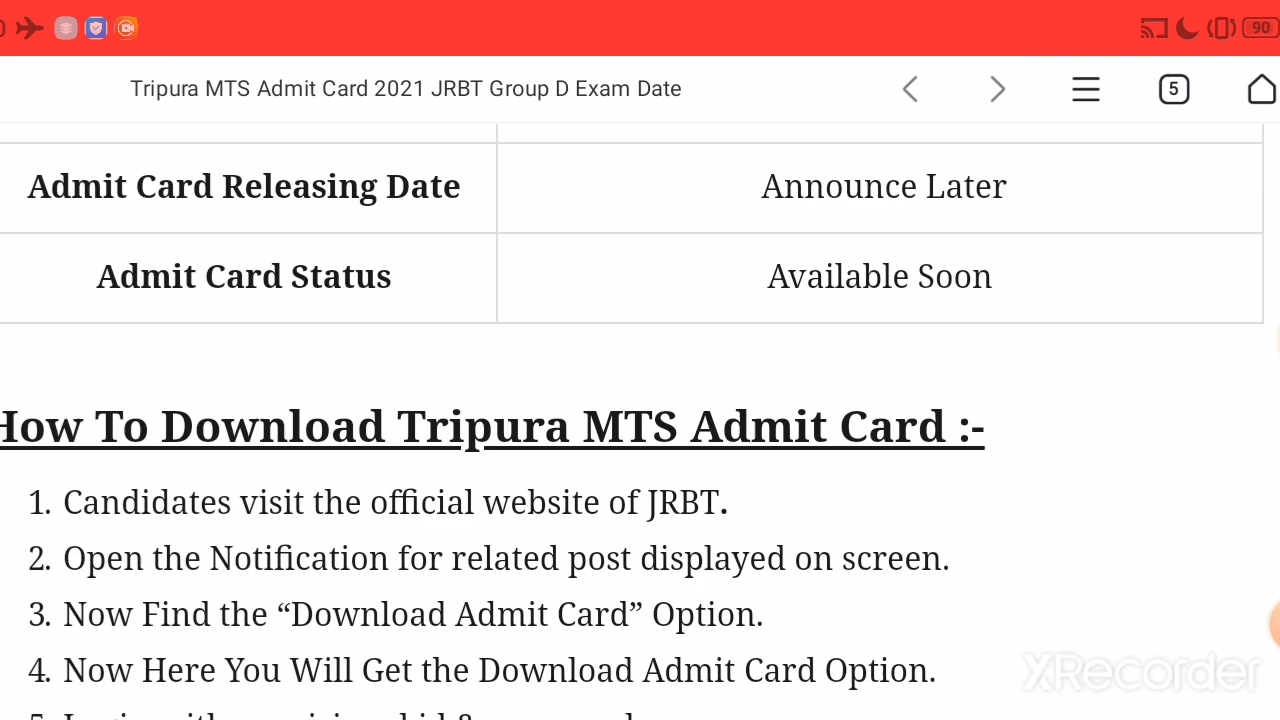 90
Tripura MTS Admit Card 2021 JRBT Group D Exam Date
5
Admit Card Releasing Date Announce Later
Admit Card Status Available Soon
How To Download Tripura MTS Admit Card :-
1. Candidates visit the official website of JRBT.
2. Open the Notification for related post displayed on screen.
3. Now Find the “Download Admit Card” Option.
4. Now Here You Will Get the Download Admit Card Option.
XRecorder